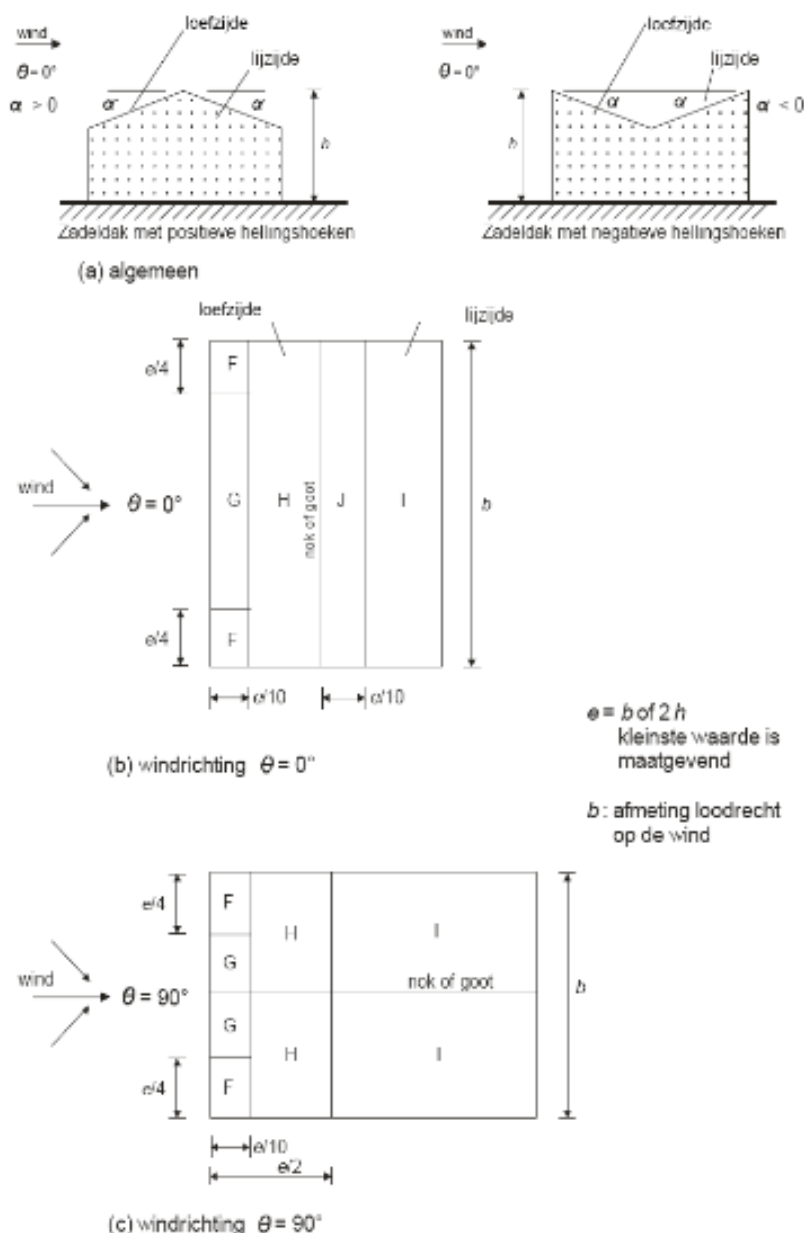 wind
θ = 0°
α > 0
loefzijde
lijzijde
α
α
h
Zadeldak met positieve hellingshoeken
wind
θ = 0°
loefzijde
lijzijde
α
α
α < 0
h
Zadeldak met negatieve hellingshoeken
(a) algemeen
loefzijde
lijzijde
e/4
F
wind
θ = 0°
G
H
nok of goot
J
I
b
e/4
F
e/10
e/10
(b) windrichting θ = 0°
e = b of 2 h
kleinste waarde is
maatgevend
b : afmeting loodrecht
op de wind
e/4
F
H
I
G
wind
θ = 90°
nok of goot
b
G
H
I
e/4
F
e/10
e/2
(c) windrichting θ = 90°